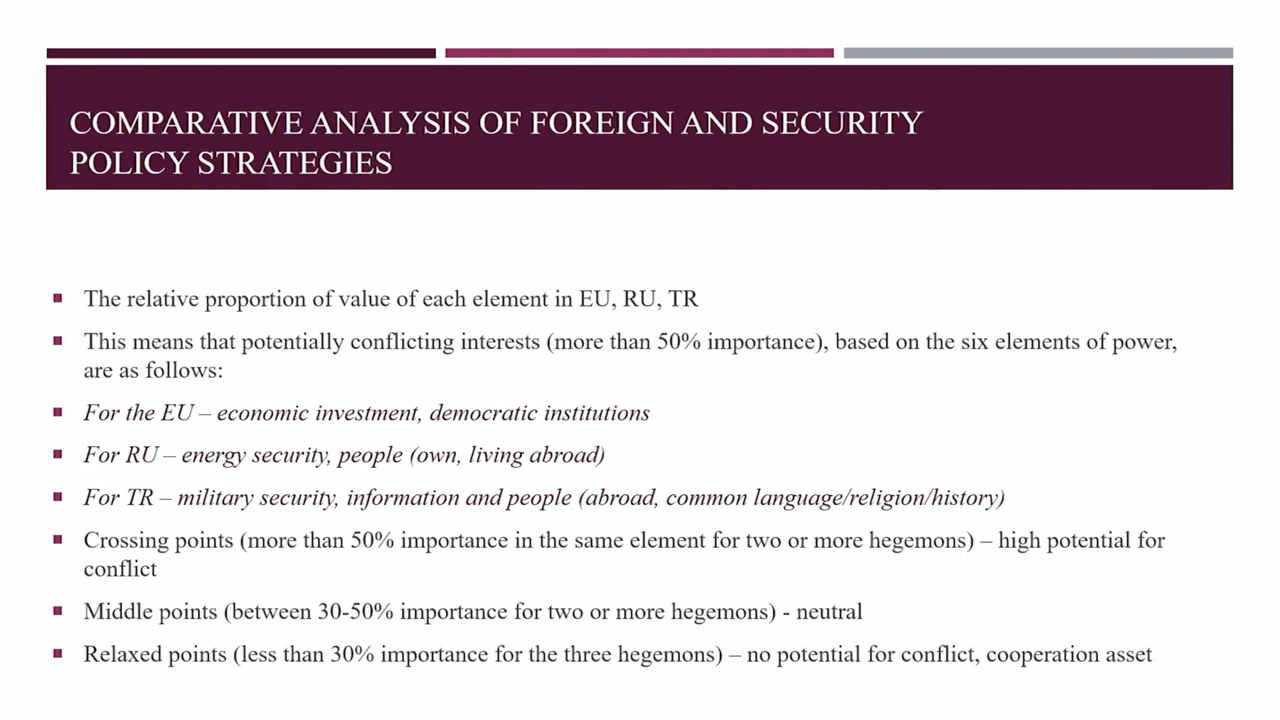 COMPARATIVE ANALYSIS OF FOREIGN AND SECURITY
POLICY STRATEGIES
The relative proportion of value of each element in EU, RU, TR
This means that potentially conflicting interests (more than 50% importance), based on the six elements of power,
are as follows:
For the EU – economic investment, democratic institutions
For RU – energy security, people (own, living abroad)
For TR – military security, information and people (abroad, common language/religion/history)
Crossing points (more than 50% importance in the same element for two or more hegemons) – high potential for
conflict
Middle points (between 30-50% importance for two or more hegemons) - neutral
Relaxed points (less than 30% importance for the three hegemons) – no potential for conflict, cooperation asset